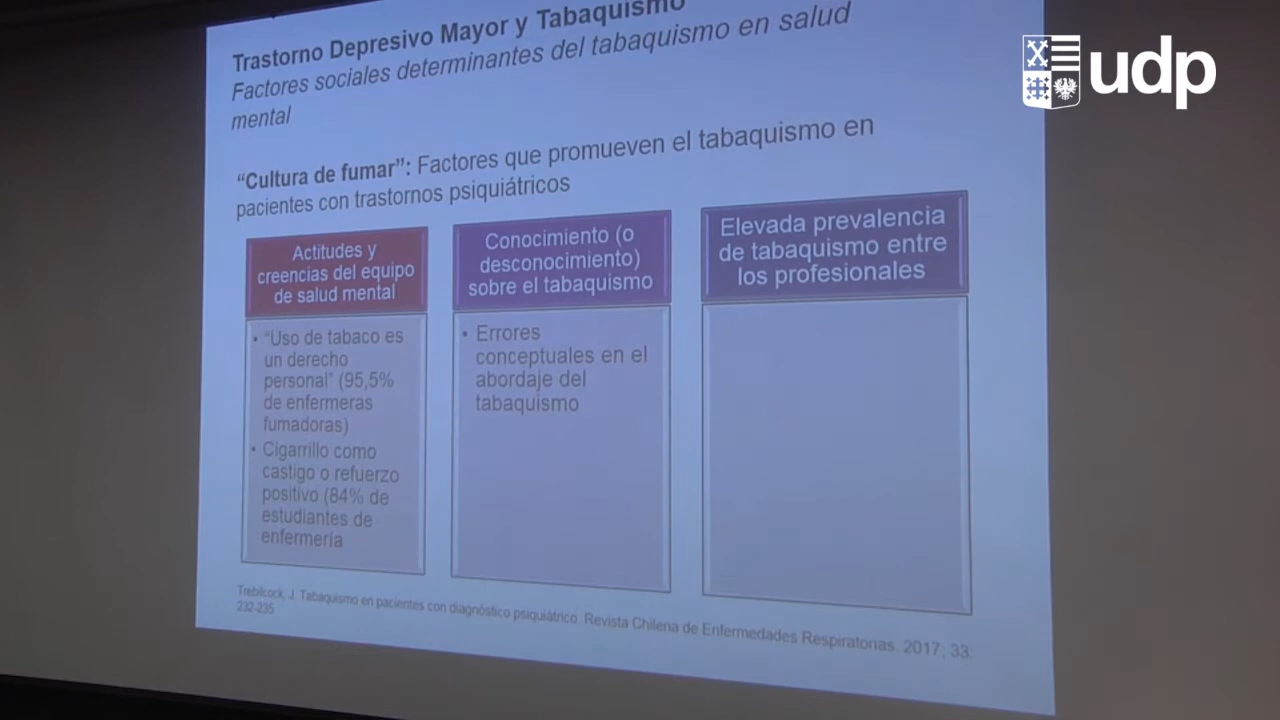 Trastorno Depresivo Mayor y Tabaquismo
Factores sociales determinantes del tabaquismo en salud
mental
udp
“Cultura de fumar”: Factores que promueven el tabaquismo en
pacientes con trastornos psiquiátricos
Actitudes y
creencias del equipo
de salud mental
• “Uso de tabaco es
un derecho
personal” (95,5%
de enfermeras
fumadoras)
• Cigarrillo como
castigo o refuerzo
positivo (84% de
estudiantes de
enfermería
Conocimiento (o
desconocimiento)
sobre el tabaquismo
• Errores
conceptuales en el
abordaje del
tabaquismo
Elevada prevalencia
de tabaquismo entre
los profesionales
Trebilcock, J. Tabaquismo en pacientes con diagnóstico psiquiátrico. Revista Chilena de Enfermedades Respiratorias. 2017; 33:
232-235